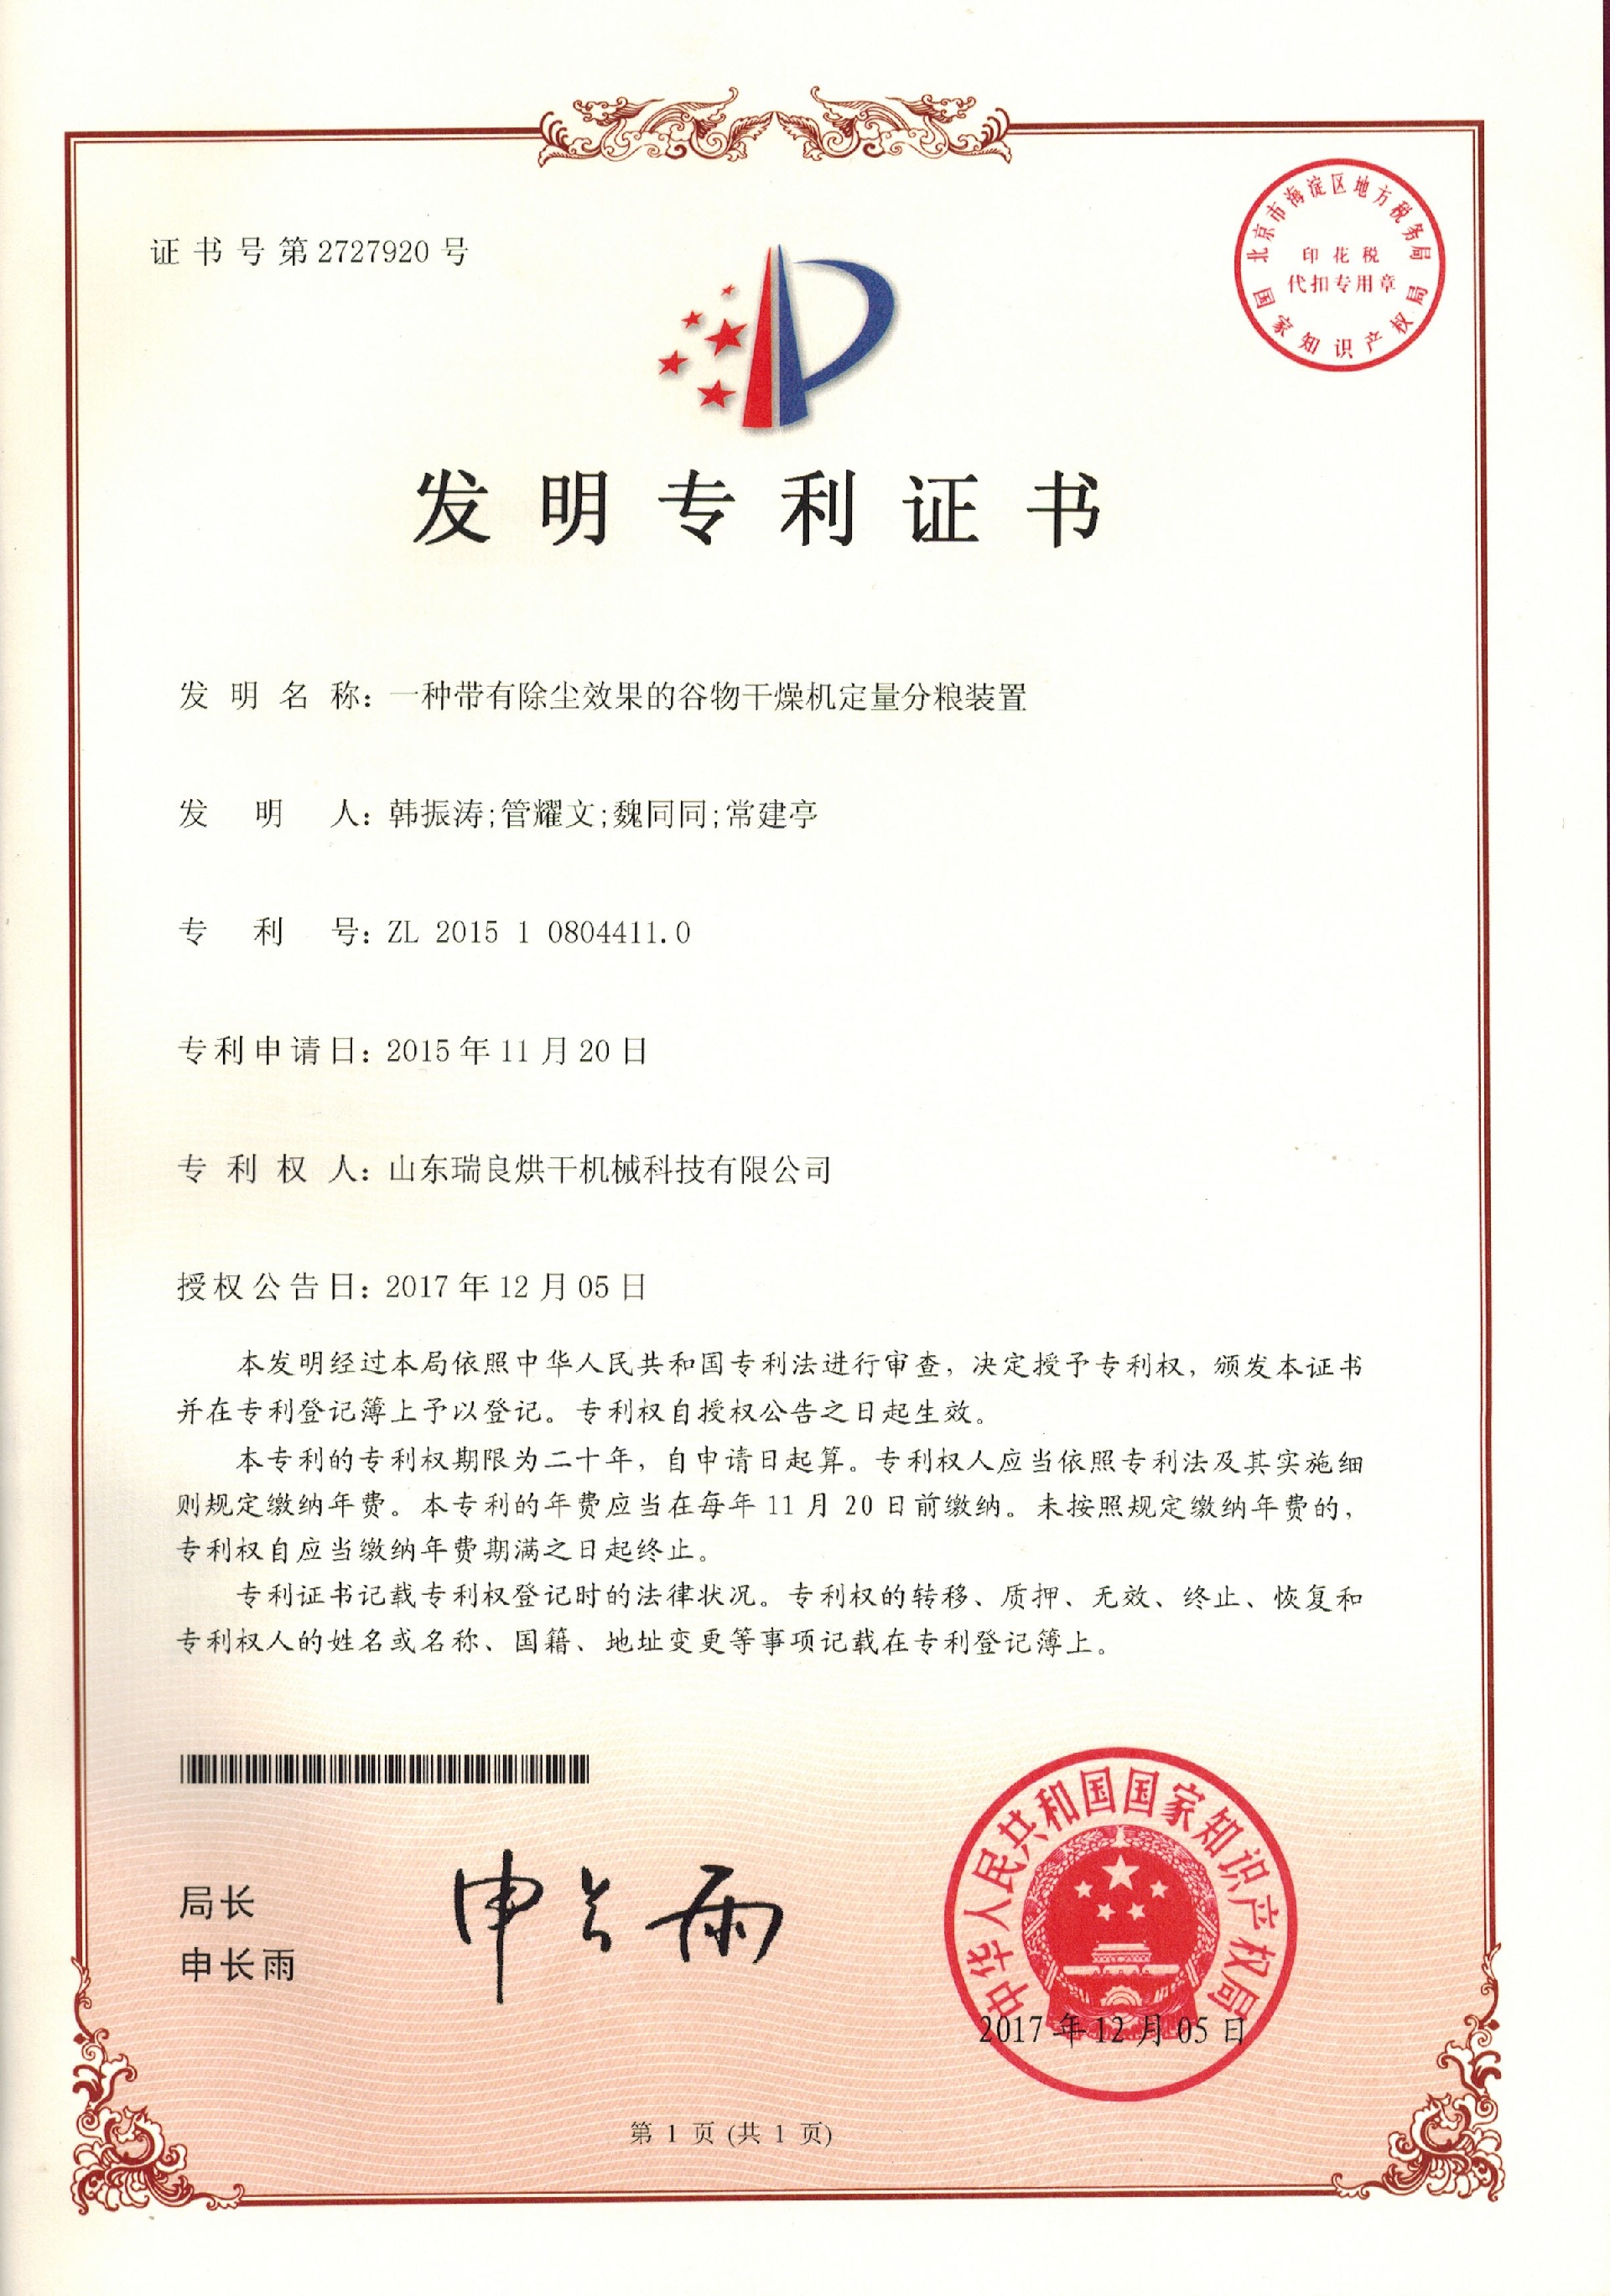 证书号第2727920号
北京市海淀区地方税务局
印花税
代扣专用章
国家知识产权局
发明专利证书
发明名称：一种带有除尘效果的谷物干燥机定量分粮装置
发明人：韩振涛;管耀文;魏同同;常建亭
专利号：ZL 2015 1 0804411.0
专利申请日：2015年11月20日
专利权人：山东瑞良烘干机械科技有限公司
授权公告日：2017年12月05日
本发明经过本局依照中华人民共和国专利法进行审查，决定授予专利权，颁发本证书
并在专利登记簿上予以登记。专利权自授权公告之日起生效。
本专利的专利权期限为二十年，自申请日起算。专利权人应当依照专利法及其实施细
则规定缴纳年费。本专利的年费应当在每年11月20日前缴纳。未按照规定缴纳年费的，
专利权自应当缴纳年费期满之日起终止。
专利证书记载专利权登记时的法律状况。专利权的转移、质押、无效、终止、恢复和
专利权人的姓名或名称、国籍、地址变更等事项记载在专利登记簿上。
局长
申长雨
申长雨
中华人民共和国国家知识产权局
2017年12月05日
第1页(共1页)